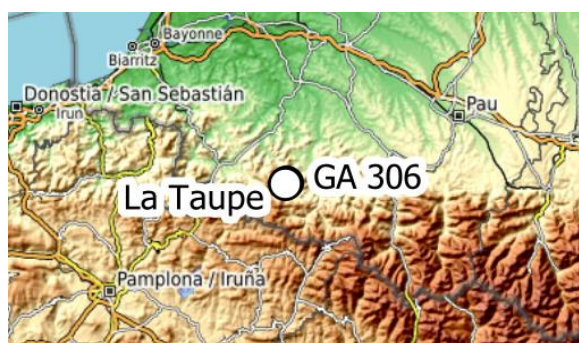 Bayonne
Biarritz
Donostia / San Sebastián
Irun
Pau
La Taupe
GA 306
Pamplona / Iruña